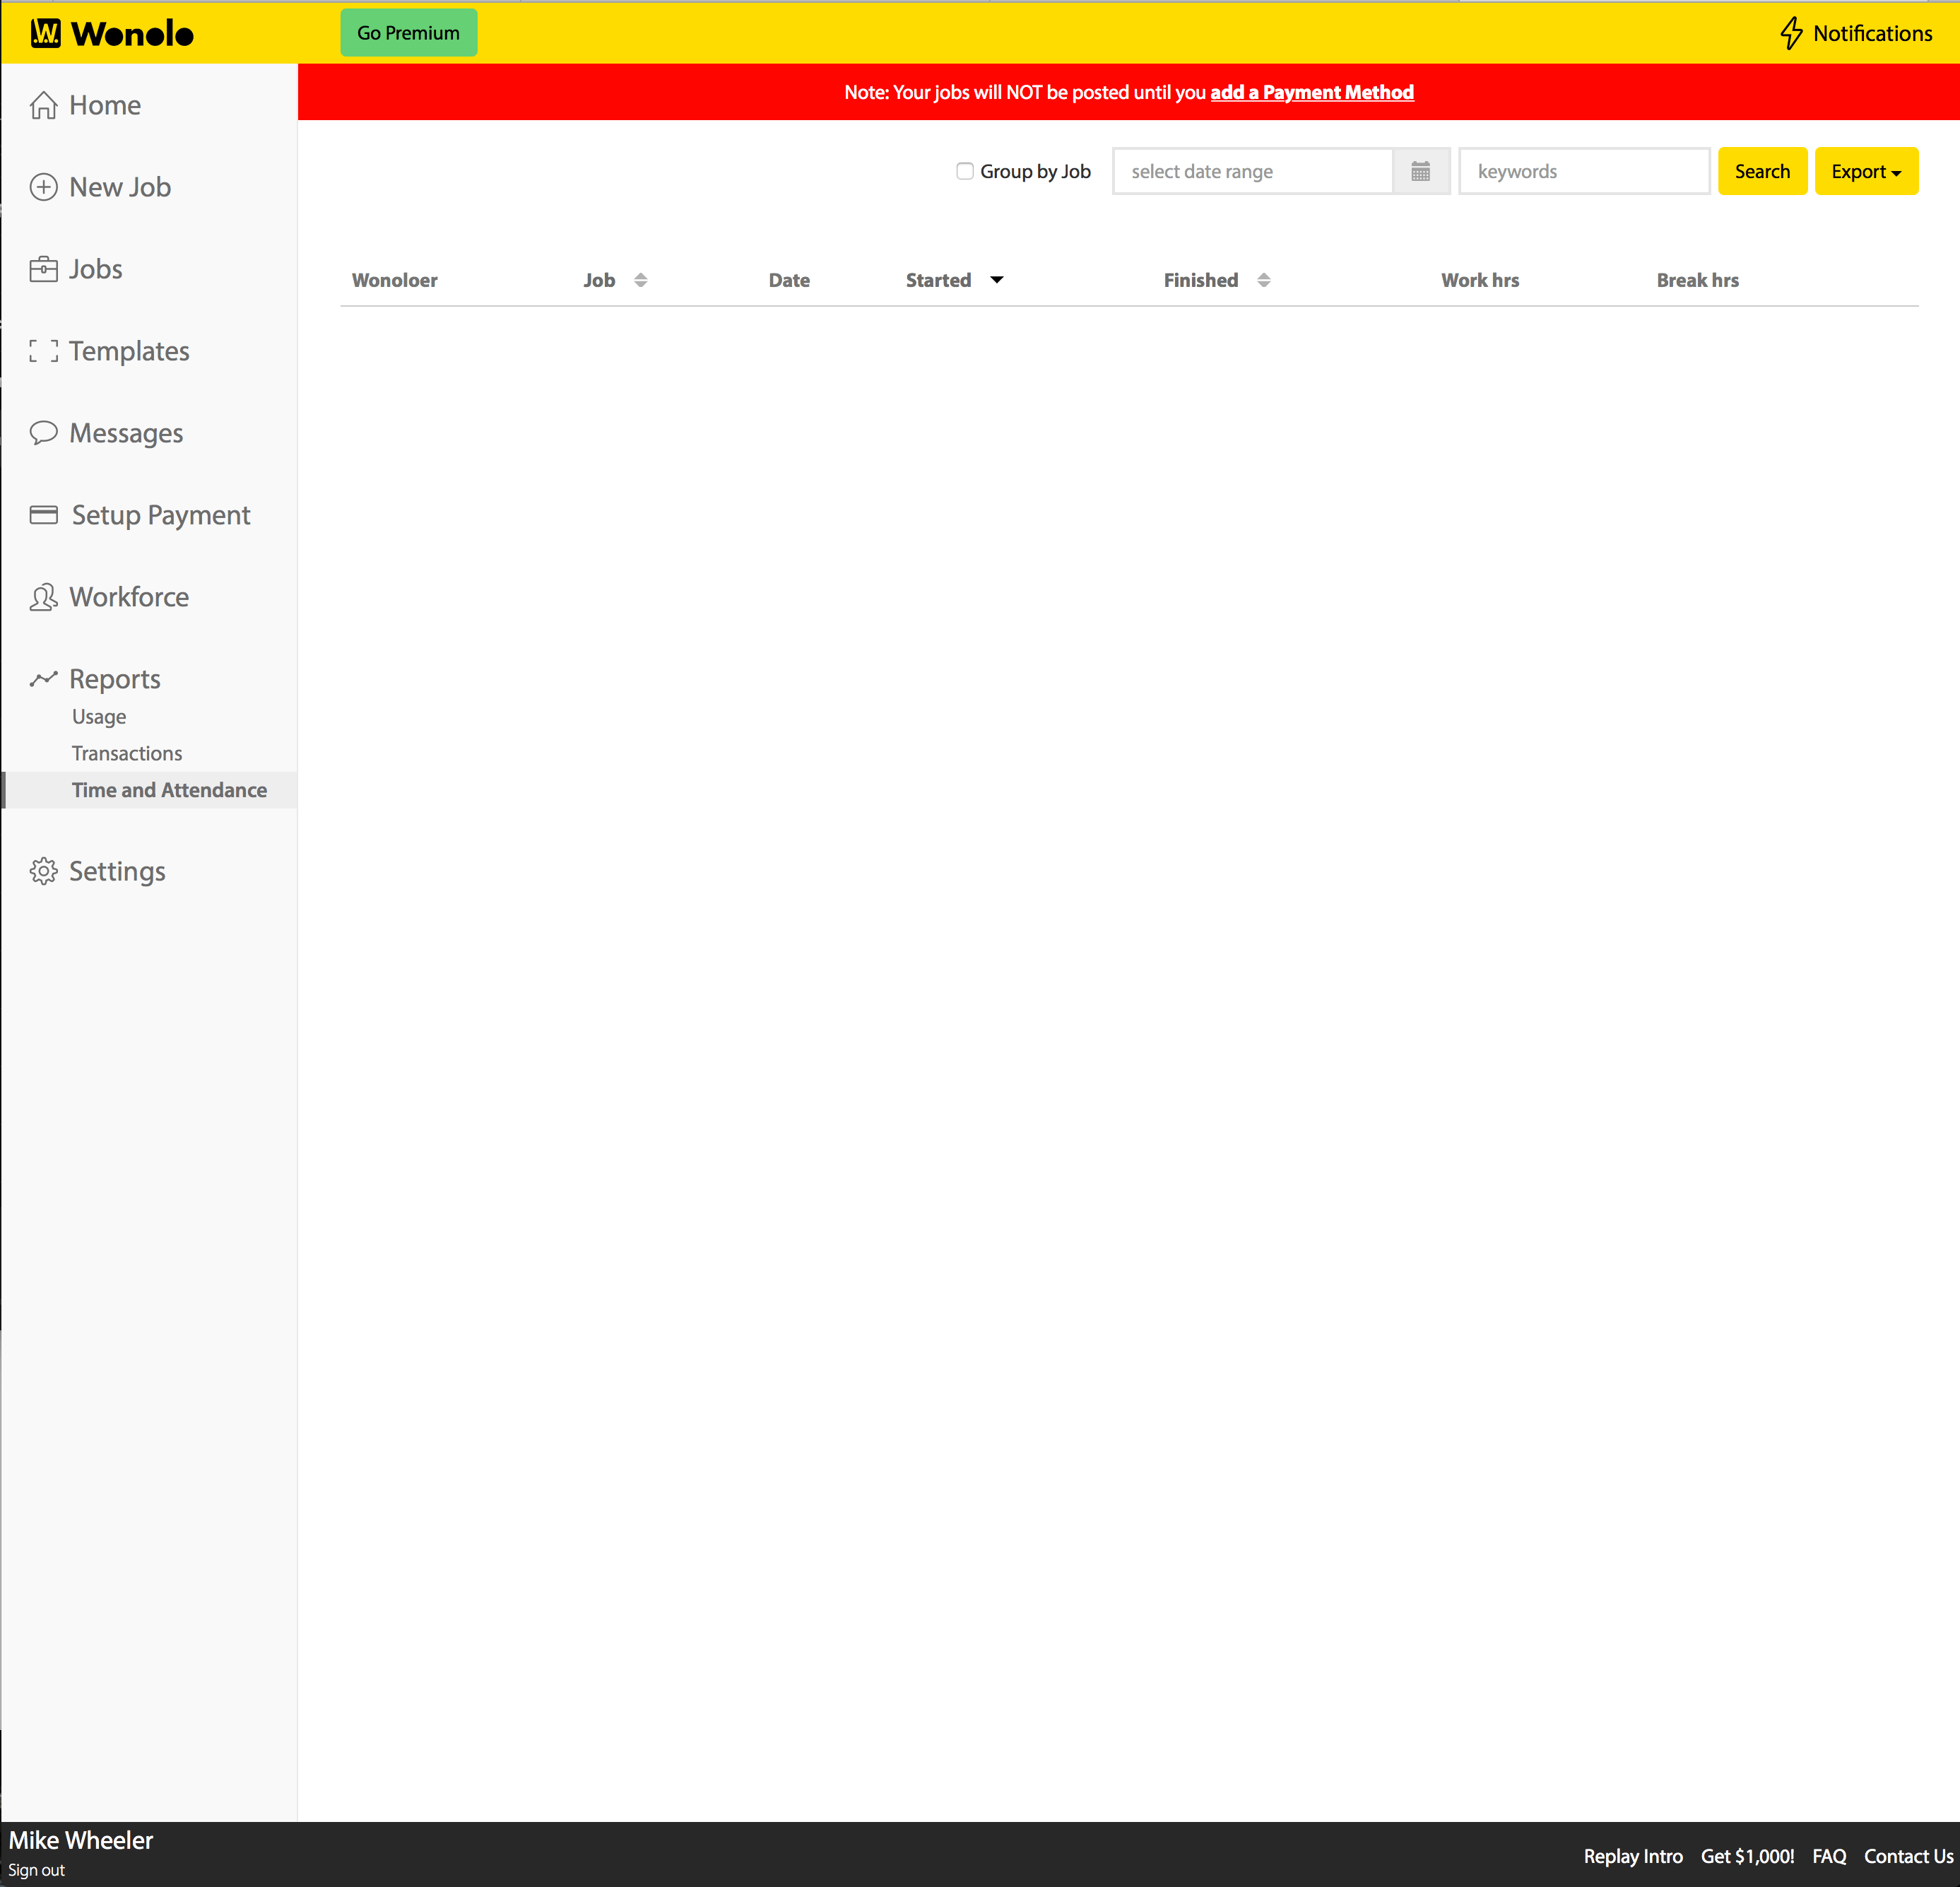 W Wonolo
Go Premium
Notifications
Note: Your jobs will NOT be posted until you add a Payment Method
Home
New Job
Jobs
Templates
Messages
Setup Payment
Workforce
Reports
Usage
Transactions
Time and Attendance
Settings
Group by Job select date range keywords Search Export
Wonoloer Job Date Started Finished Work hrs Break hrs
Mike Wheeler
Sign out
Replay Intro Get $1,000! FAQ Contact Us